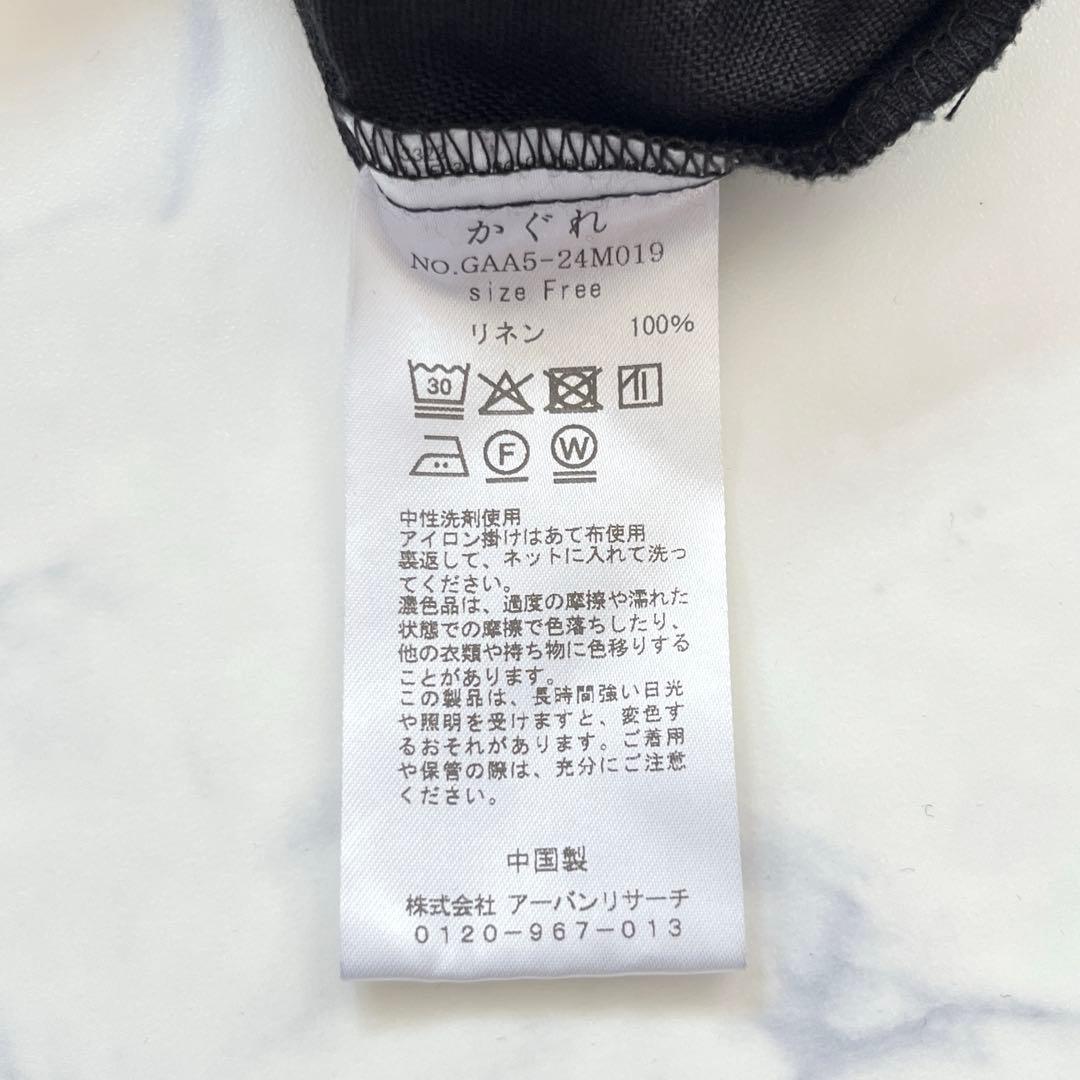 かぐれ
NO.GAA5-24M019
size Free
リネン 100%
30
F W
中性洗剤使用
アイロン掛けはあて布使用
裏返して、ネットに入れて洗っ
てください。
濃色品は、過度の摩擦や濡れた
状態での摩擦で色落ちしたり、
他の衣類や持ち物に色移りする
ことがあります。
この製品は、長時間強い日光
や照明を受けますと、変色す
るおそれがあります。ご着用
や保管の際は、充分にご注意
ください。
中国製
株式会社 アーバンリサーチ
0120-967-013